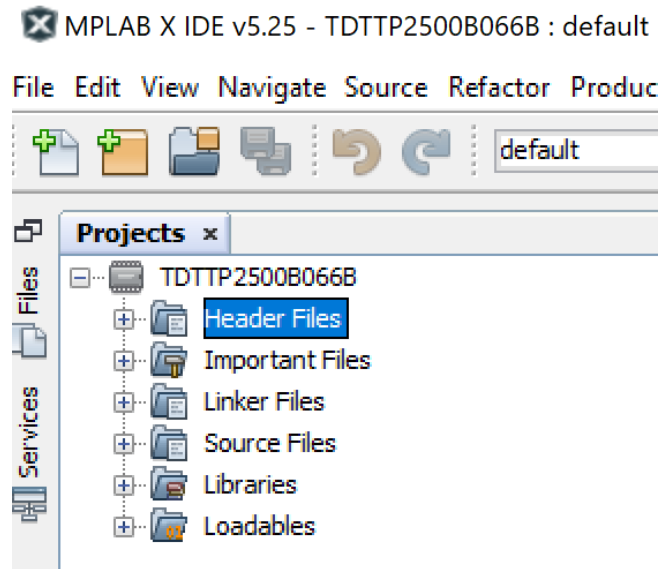 MPLAB X IDE v5.25 - TDTTP2500B066B : default
File Edit View Navigate Source Refactor Produc
default
Projects ×
Files
Services
TDTTP2500B066B
Header Files
Important Files
Linker Files
Source Files
Libraries
Loadables